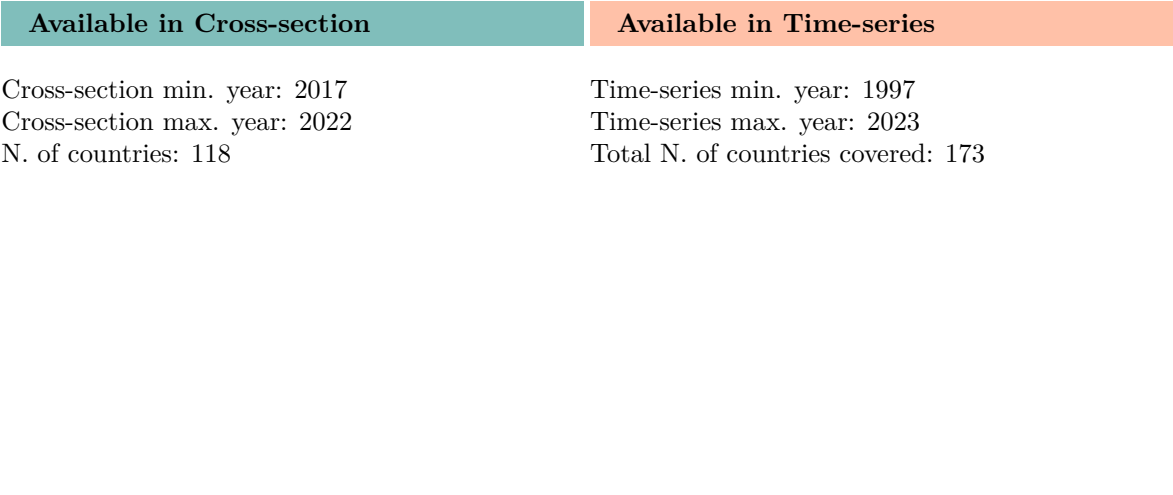 Available in Cross-section
Available in Time-series
Cross-section min. year: 2017
Cross-section max. year: 2022
N. of countries: 118
Time-series min. year: 1997
Time-series max. year: 2023
Total N. of countries covered: 173